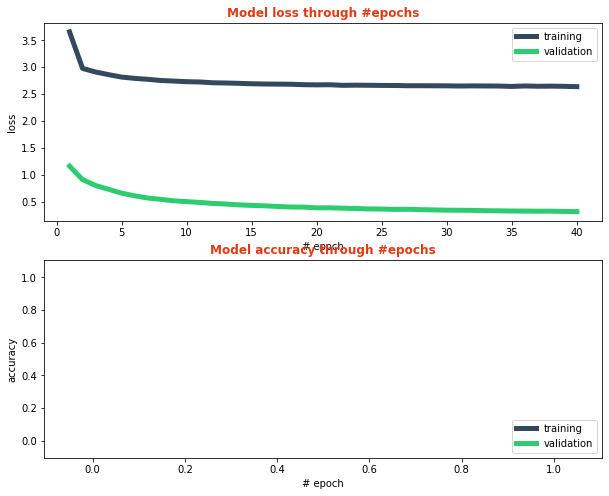 Model loss through #epochs
3.5
3.0
2.5
2.0
1.5
1.0
0.5
loss
training
validation
0 5 10 15 20 25 30 35 40
# epoch
Model accuracy through #epochs
1.0
0.8
0.6
0.4
0.2
0.0
accuracy
training
validation
0.0 0.2 0.4 0.6 0.8 1.0
# epoch